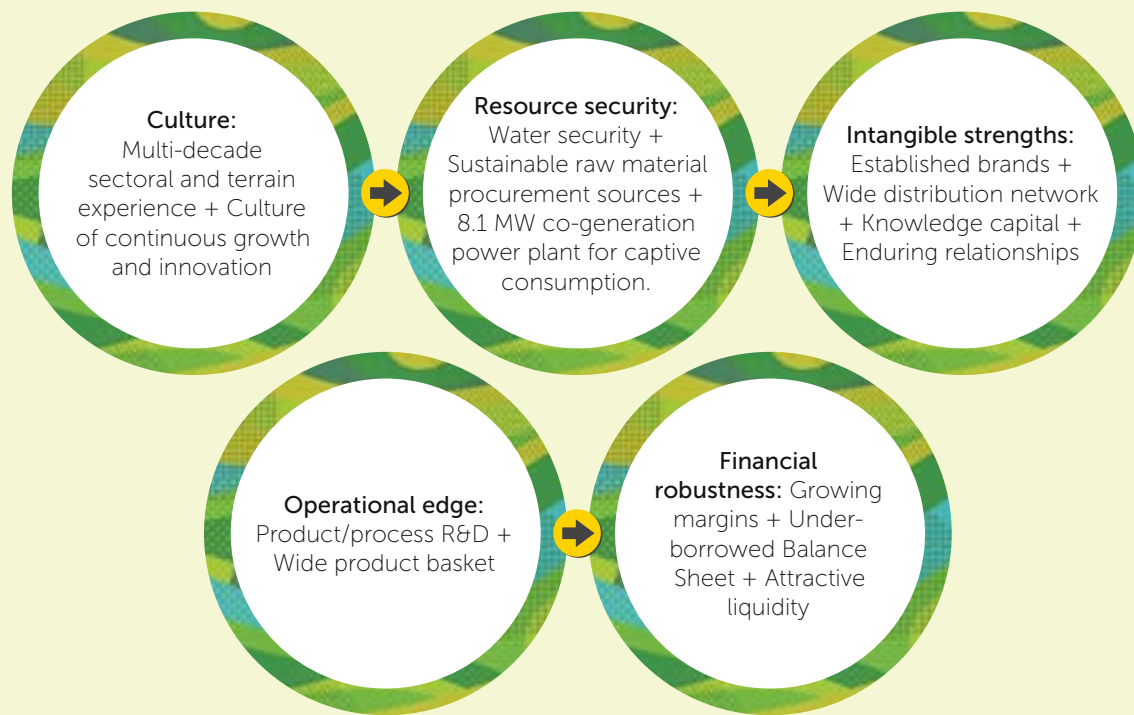 Culture:
Multi-decade
sectoral and terrain
experience + Culture
of continuous growth
and innovation
Resource security:
Water security +
Sustainable raw material
procurement sources +
8.1 MW co-generation
power plant for captive
consumption.
Intangible strengths:
Established brands +
Wide distribution network
+ Knowledge capital +
Enduring relationships
Operational edge:
Product/process R&D +
Wide product basket
Financial
robustness: Growing
margins + Under-
borrowed Balance
Sheet + Attractive
liquidity